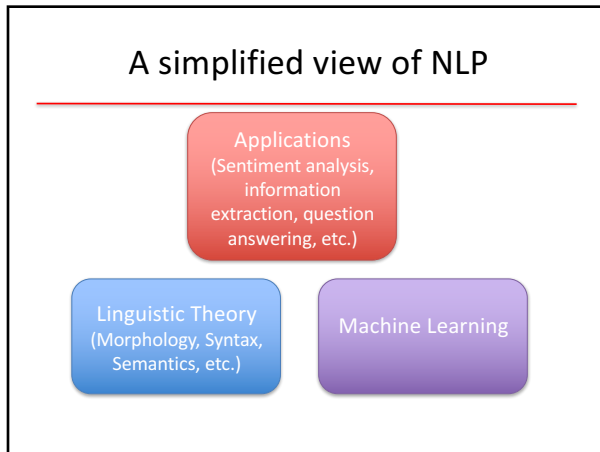 A simplified view of NLP
Applications
(Sentiment analysis,
information
extraction, question
answering, etc.)
Linguistic Theory
(Morphology, Syntax,
Semantics, etc.)
Machine Learning